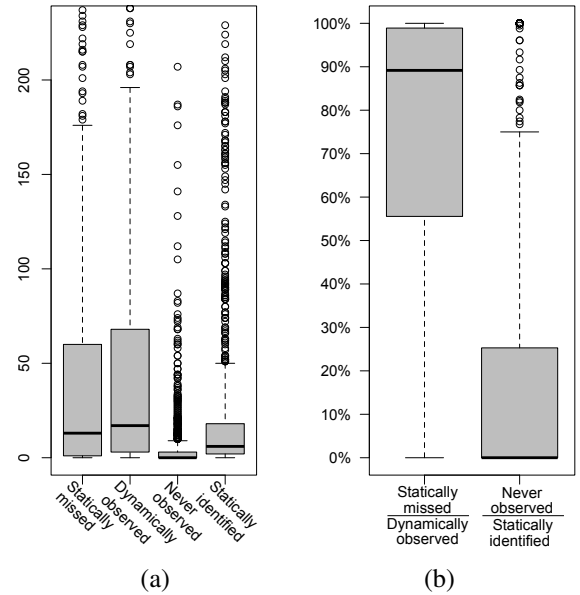 200
150
100
50
0
Statically
missed
Dynamically
observed
Never
observed
Statically
identified
(a)
100%
90%
80%
70%
60%
50%
40%
30%
20%
10%
0%
Statically
missed
Dynamically
observed
Never
observed
Statically
identified
(b)